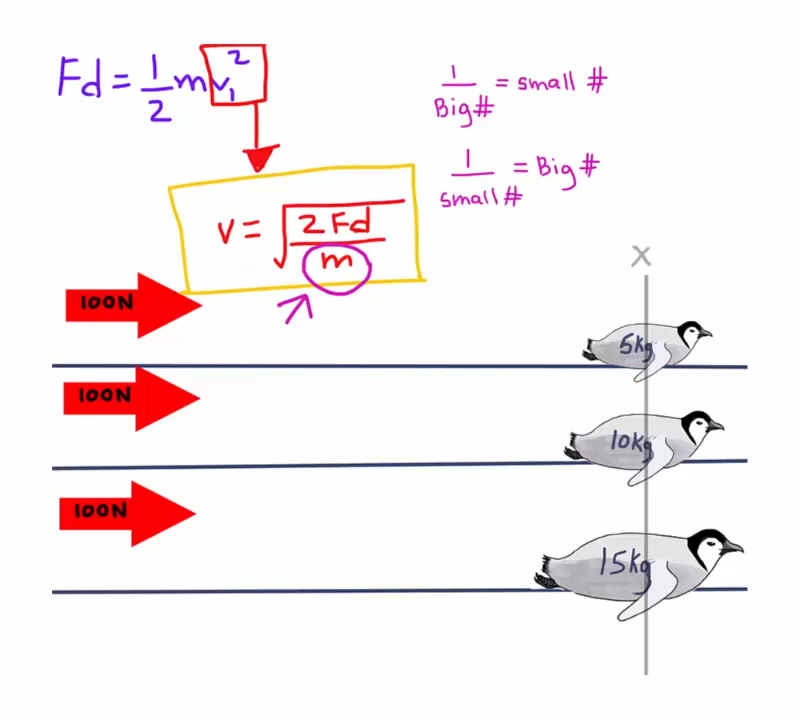 Fd = 1/2 mv₁²
v = √(2Fd/m)
1/Big# = small #
1/small# = Big #
X
100N
5kg
100N
10kg
100N
15kg